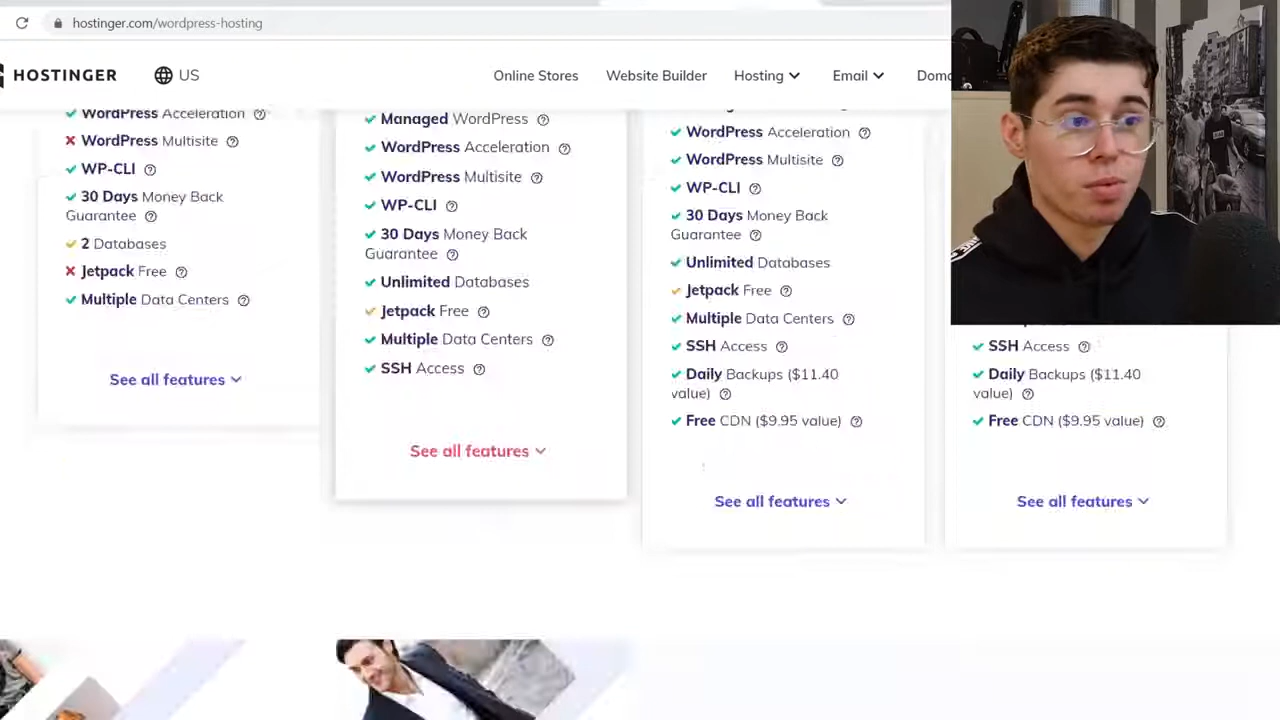 hostinger.com/wordpress-hosting
HOSTINGER
US
Online Stores
Website Builder
Hosting
Email
WordPress Acceleration
WordPress Multisite
WP-CLI
30 Days Money Back
Guarantee
2 Databases
Jetpack Free
Multiple Data Centers
See all features
Managed WordPress
WordPress Acceleration
WordPress Multisite
WP-CLI
30 Days Money Back
Guarantee
Unlimited Databases
Jetpack Free
Multiple Data Centers
SSH Access
See all features
WordPress Acceleration
WordPress Multisite
WP-CLI
30 Days Money Back
Guarantee
Unlimited Databases
Jetpack Free
Multiple Data Centers
SSH Access
Daily Backups ($11.40
value)
Free CDN ($9.95 value)
See all features
SSH Access
Daily Backups ($11.40
value)
Free CDN ($9.95 value)
See all features